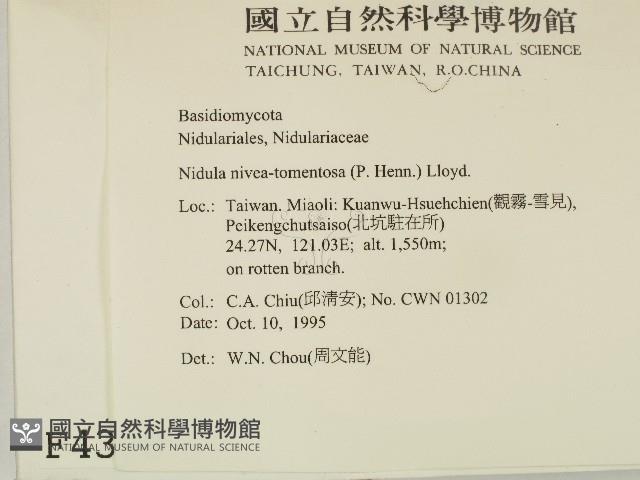 國立自然科學博物館
NATIONAL MUSEUM OF NATURAL SCIENCE
TAICHUNG, TAIWAN, R.O.CHINA
Basidiomycota
Nidulariales, Nidulariaceae
Nidula nivea-tomentosa (P. Henn.) Lloyd.
Loc.: Taiwan. Miaoli: Kuanwu-Hsuehchien(觀霧-雪見),
Peikengchutsaiso(北坑駐在所)
24.27N, 121.03E; alt. 1,550m;
on rotten branch.
Col.: C.A. Chiu(邱淸安); No. CWN 01302
Date: Oct. 10, 1995
Det.: W.N. Chou(周文能)
國立自然科學博物館
NATIONAL MUSEUM OF NATURAL SCIENCE
F43